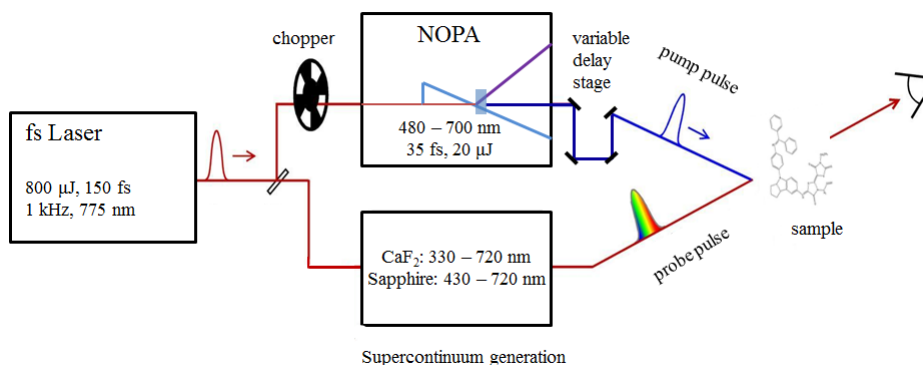 chopper
NOPA
variable
delay
stage
pump pulse
fs Laser
480 – 700 nm
35 fs, 20 μJ
800 μJ, 150 fs
1 kHz, 775 nm
CaF₂: 330 – 720 nm
Sapphire: 430 – 720 nm
probe pulse
sample
Supercontinuum generation